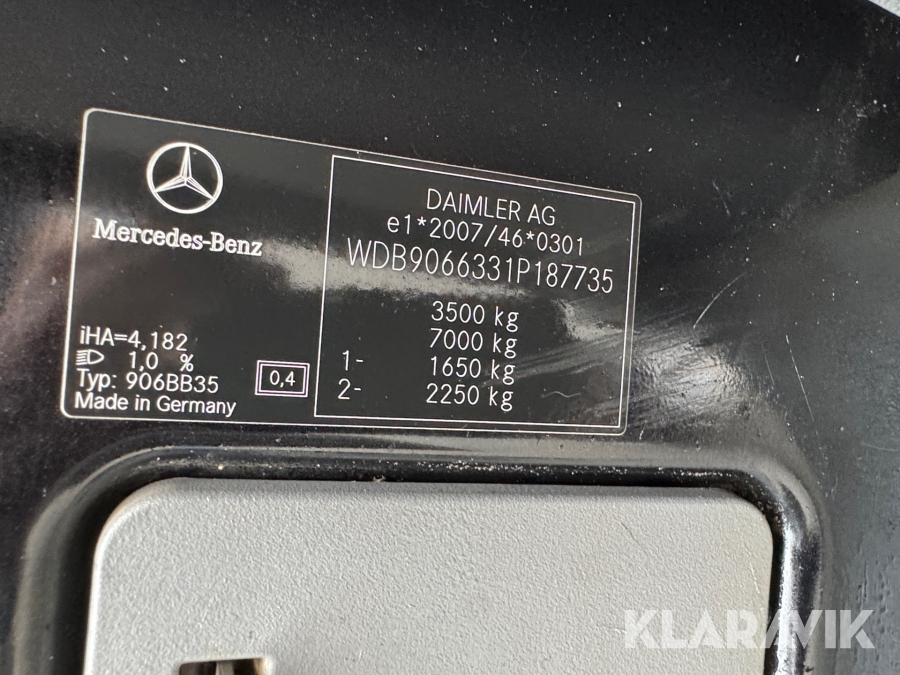 Mercedes-Benz
iHA=4,182
1,0 %
Typ: 906BB35
Made in Germany
0,4
DAIMLER AG
e1*2007/46*0301
WDB9066331P187735
3500 kg
7000 kg
1- 1650 kg
2- 2250 kg
KLARAVIK